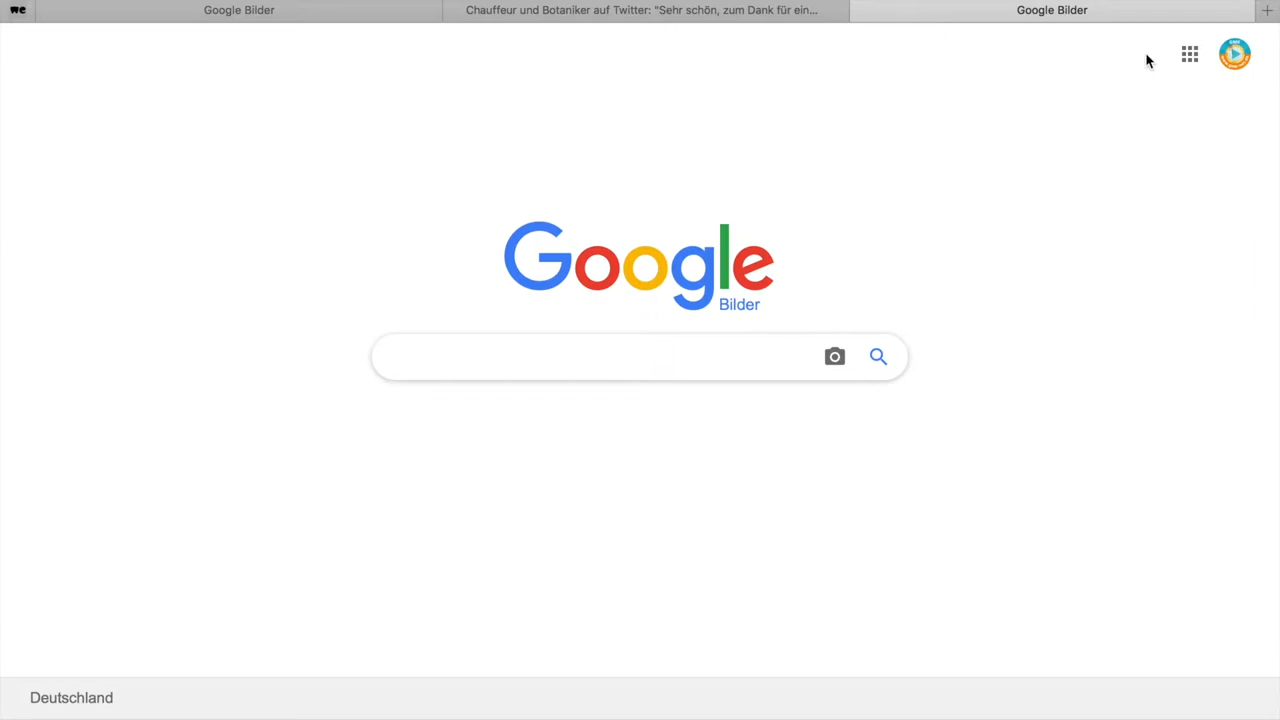 we
Google Bilder
Chauffeur und Botaniker auf Twitter: "Sehr schön, zum Dank für ein...
Google Bilder
Google
Bilder
Deutschland